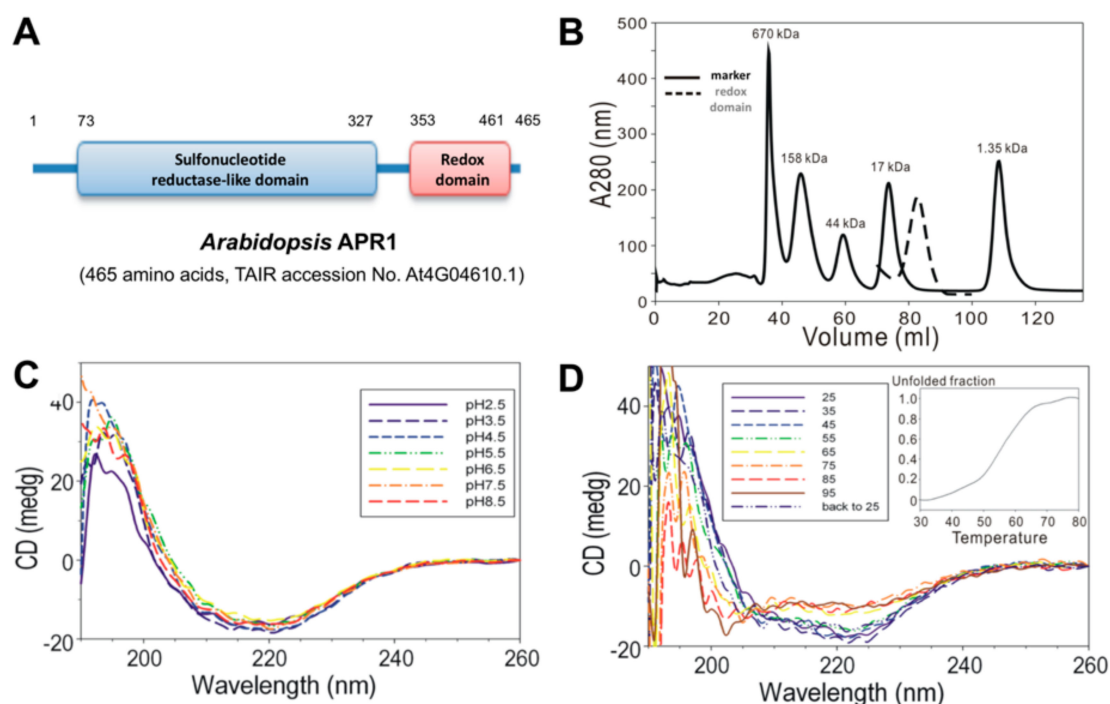 A
1 73 327 353 461 465
Sulfonucleotide
reductase-like domain
Redox
domain
Arabidopsis APR1
(465 amino acids, TAIR accession No. At4G04610.1)
B
A280 (nm)
500
400
300
200
100
0
670 kDa
marker
redox
domain
158 kDa
44 kDa
17 kDa
1.35 kDa
0 20 40 60 80 100 120
Volume (ml)
C
CD (medg)
40
20
0
-20
pH2.5
pH3.5
pH4.5
pH5.5
pH6.5
pH7.5
pH8.5
200 220 240 260
Wavelength (nm)
D
CD (medg)
40
20
0
-20
25
35
45
55
65
75
85
95
back to 25
Unfolded fraction
1.0
0.8
0.6
0.4
0.2
0
30 40 50 60 70 80
Temperature
200 220 240 260
Wavelength (nm)